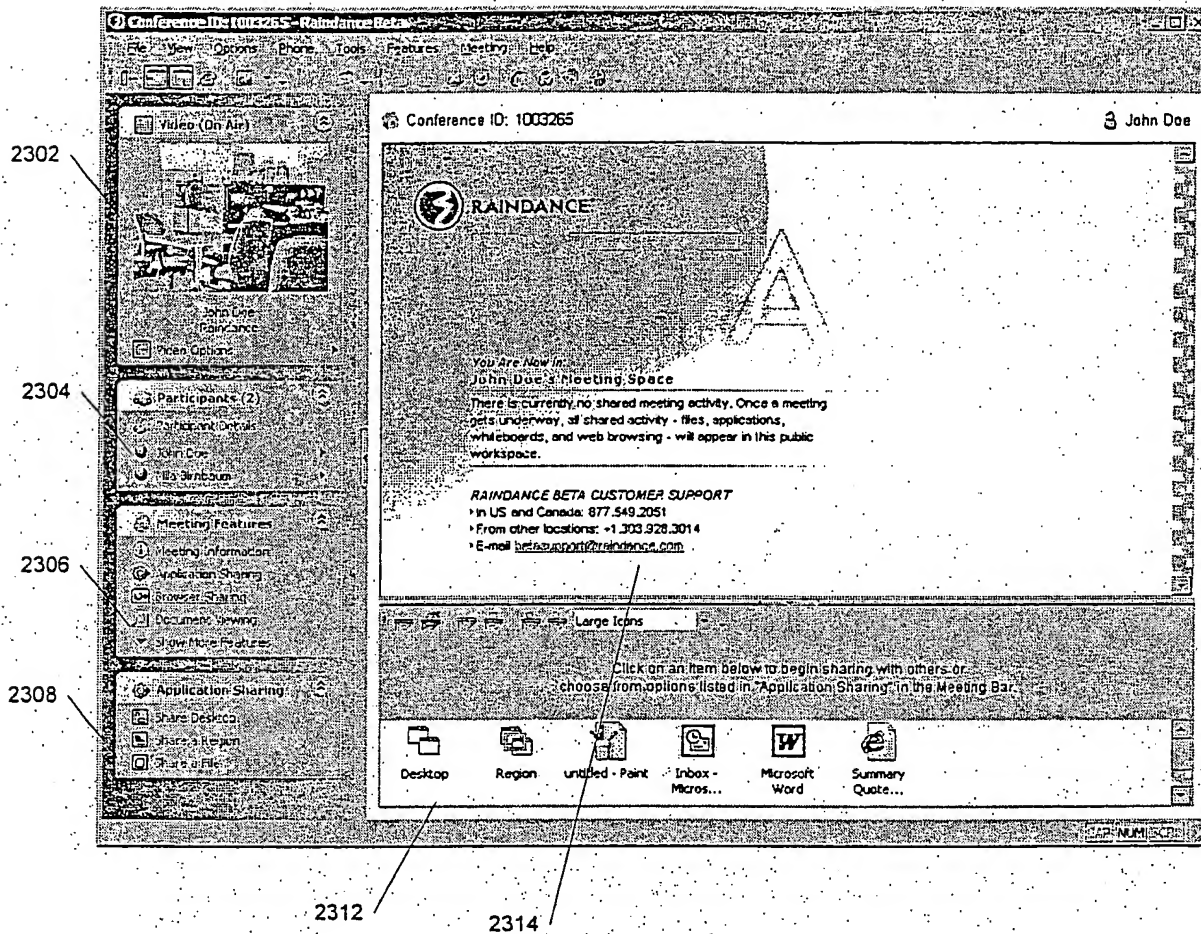 Conference ID: 1003265 - Raindance Beta
File View Options Phone Tools Features Meeting Help
Video (On Air)
John Doe
Raindance
Video Options
2302
Participants (2)
Participant Details
John Doe
Birnbaum
2304
Meeting Features
Meeting Information
Application Sharing
Browser Sharing
Document Viewing
Show More Features
2306
Application Sharing
Share Desktop
Share a Region
Share a File
2308
Conference ID: 1003265
John Doe
RAINDANCE
You Are Now In:
John Doe's Meeting Space
There is currently no shared meeting activity. Once a meeting
gets underway, all shared activity - files, applications,
whiteboards, and web browsing - will appear in this public
workspace.
RAINDANCE BETA CUSTOMER SUPPORT
In US and Canada: 877.549.2051
From other locations: +1.303.928.3014
E-mail betasupport@raindance.com
Large Icons
Click on an item below to begin sharing with others or
choose from options listed in "Application Sharing" in the Meeting Bar.
Desktop
Region
untitled - Paint
Inbox -
Micros...
Microsoft
Word
Summary
Quote...
CAP NUM SCRL
2312
2314